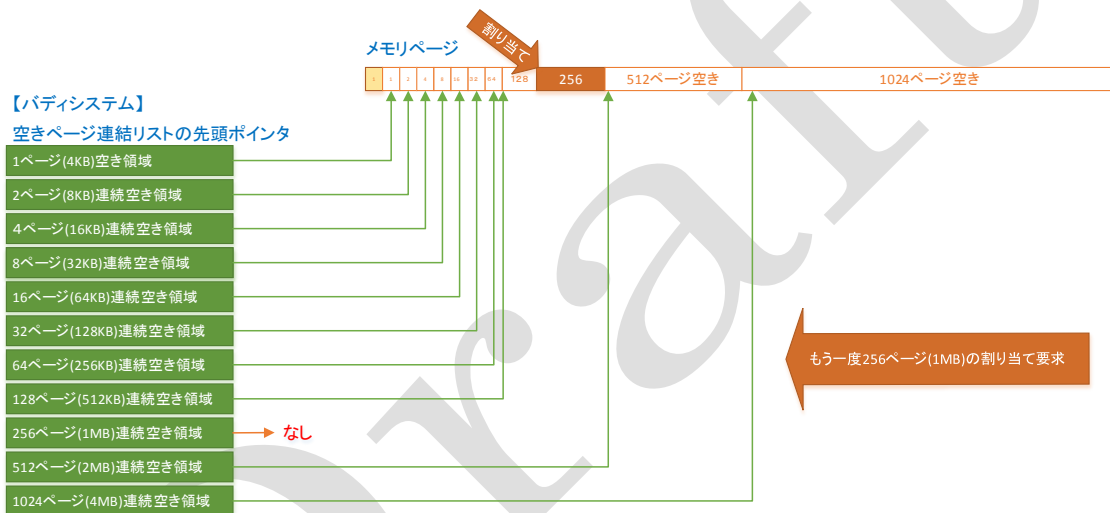 割り当て
メモリページ
1 1 2 4 8 16 32 64 128 256 512ページ空き 1024ページ空き
【バディシステム】
空きページ連結リストの先頭ポインタ
1ページ(4KB)空き領域
2ページ(8KB)連続空き領域
4ページ(16KB)連続空き領域
8ページ(32KB)連続空き領域
16ページ(64KB)連続空き領域
32ページ(128KB)連続空き領域
64ページ(256KB)連続空き領域
128ページ(512KB)連続空き領域
256ページ(1MB)連続空き領域
なし
512ページ(2MB)連続空き領域
1024ページ(4MB)連続空き領域
もう一度256ページ(1MB)の割り当て要求
Draft